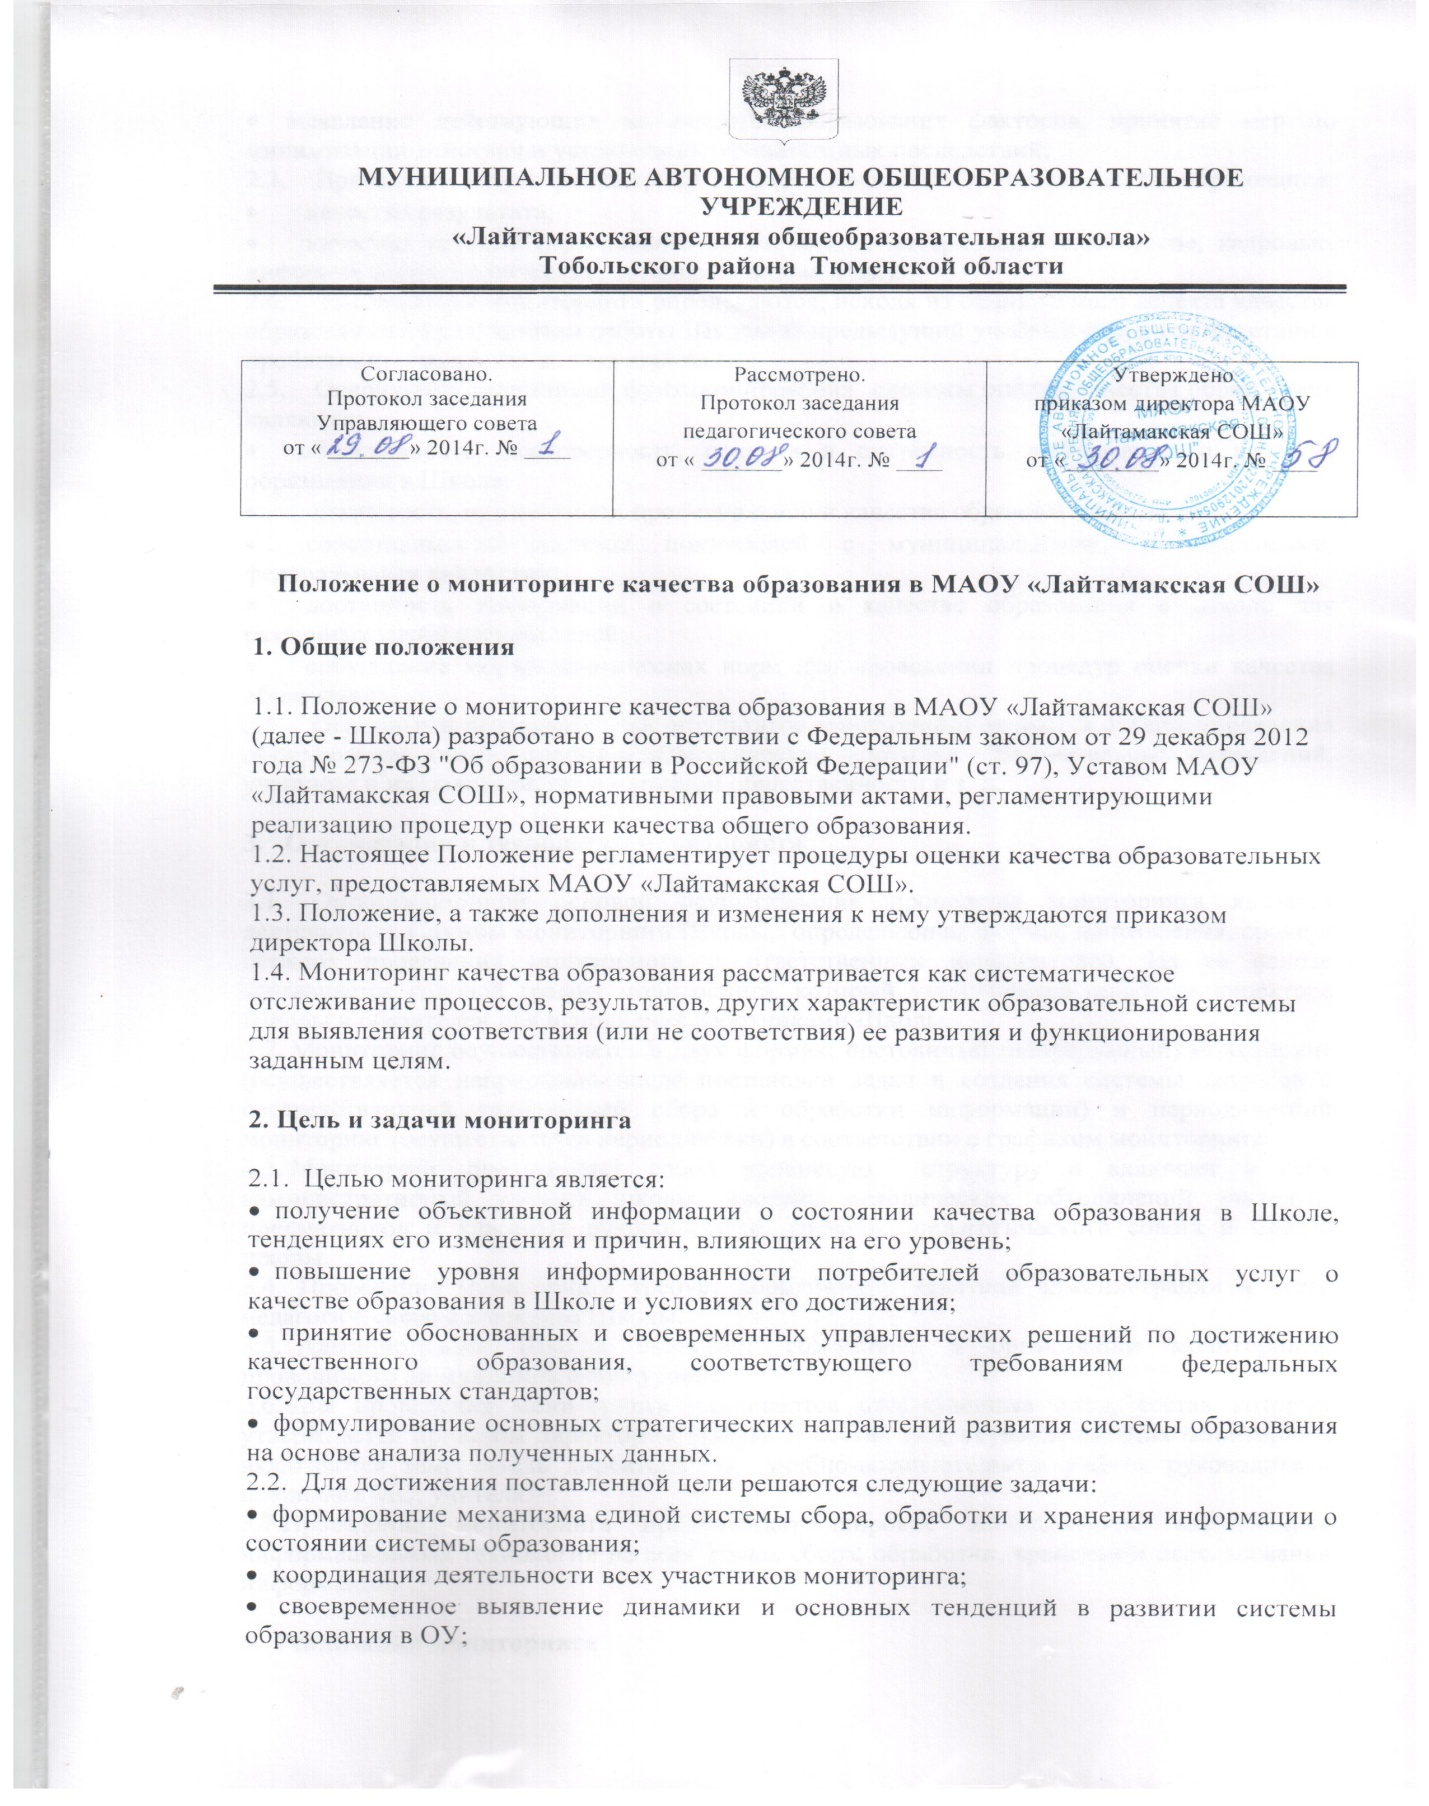 МУНИЦИПАЛЬНОЕ АВТОНОМНОЕ ОБЩЕОБРАЗОВАТЕЛЬНОЕ
УЧРЕЖДЕНИЕ
«Лайтамакская средняя общеобразовательная школа»
Тобольского района Тюменской области
Согласовано.
Протокол заседания
Управляющего совета
от «29.08» 2014г. № 1
Рассмотрено.
Протокол заседания
педагогического совета
от «30.08» 2014г. № 1
Утверждено
приказом директора МАОУ
«Лайтамакская СОШ»
от «30.08» 2014г. № 58
Положение о мониторинге качества образования в МАОУ «Лайтамакская СОШ»
1. Общие положения
1.1. Положение о мониторинге качества образования в МАОУ «Лайтамакская СОШ»
(далее - Школа) разработано в соответствии с Федеральным законом от 29 декабря 2012
года № 273-ФЗ "Об образовании в Российской Федерации" (ст. 97), Уставом МАОУ
«Лайтамакская СОШ», нормативными правовыми актами, регламентирующими
реализацию процедур оценки качества общего образования.
1.2. Настоящее Положение регламентирует процедуры оценки качества образовательных
услуг, предоставляемых МАОУ «Лайтамакская СОШ».
1.3. Положение, а также дополнения и изменения к нему утверждаются приказом
директора Школы.
1.4. Мониторинг качества образования рассматривается как систематическое
отслеживание процессов, результатов, других характеристик образовательной системы
для выявления соответствия (или не соответствия) ее развития и функционирования
заданным целям.
2. Цель и задачи мониторинга
2.1. Целью мониторинга является:
• получение объективной информации о состоянии качества образования в Школе,
тенденциях его изменения и причин, влияющих на его уровень;
• повышение уровня информированности потребителей образовательных услуг о
качестве образования в Школе и условиях его достижения;
• принятие обоснованных и своевременных управленческих решений по достижению
качественного образования, соответствующего требованиям федеральных
государственных стандартов;
• формулирование основных стратегических направлений развития системы образования
на основе анализа полученных данных.
2.2. Для достижения поставленной цели решаются следующие задачи:
• формирование механизма единой системы сбора, обработки и хранения информации о
состоянии системы образования;
• координация деятельности всех участников мониторинга;
• своевременное выявление динамики и основных тенденций в развитии системы
образования в ОУ;